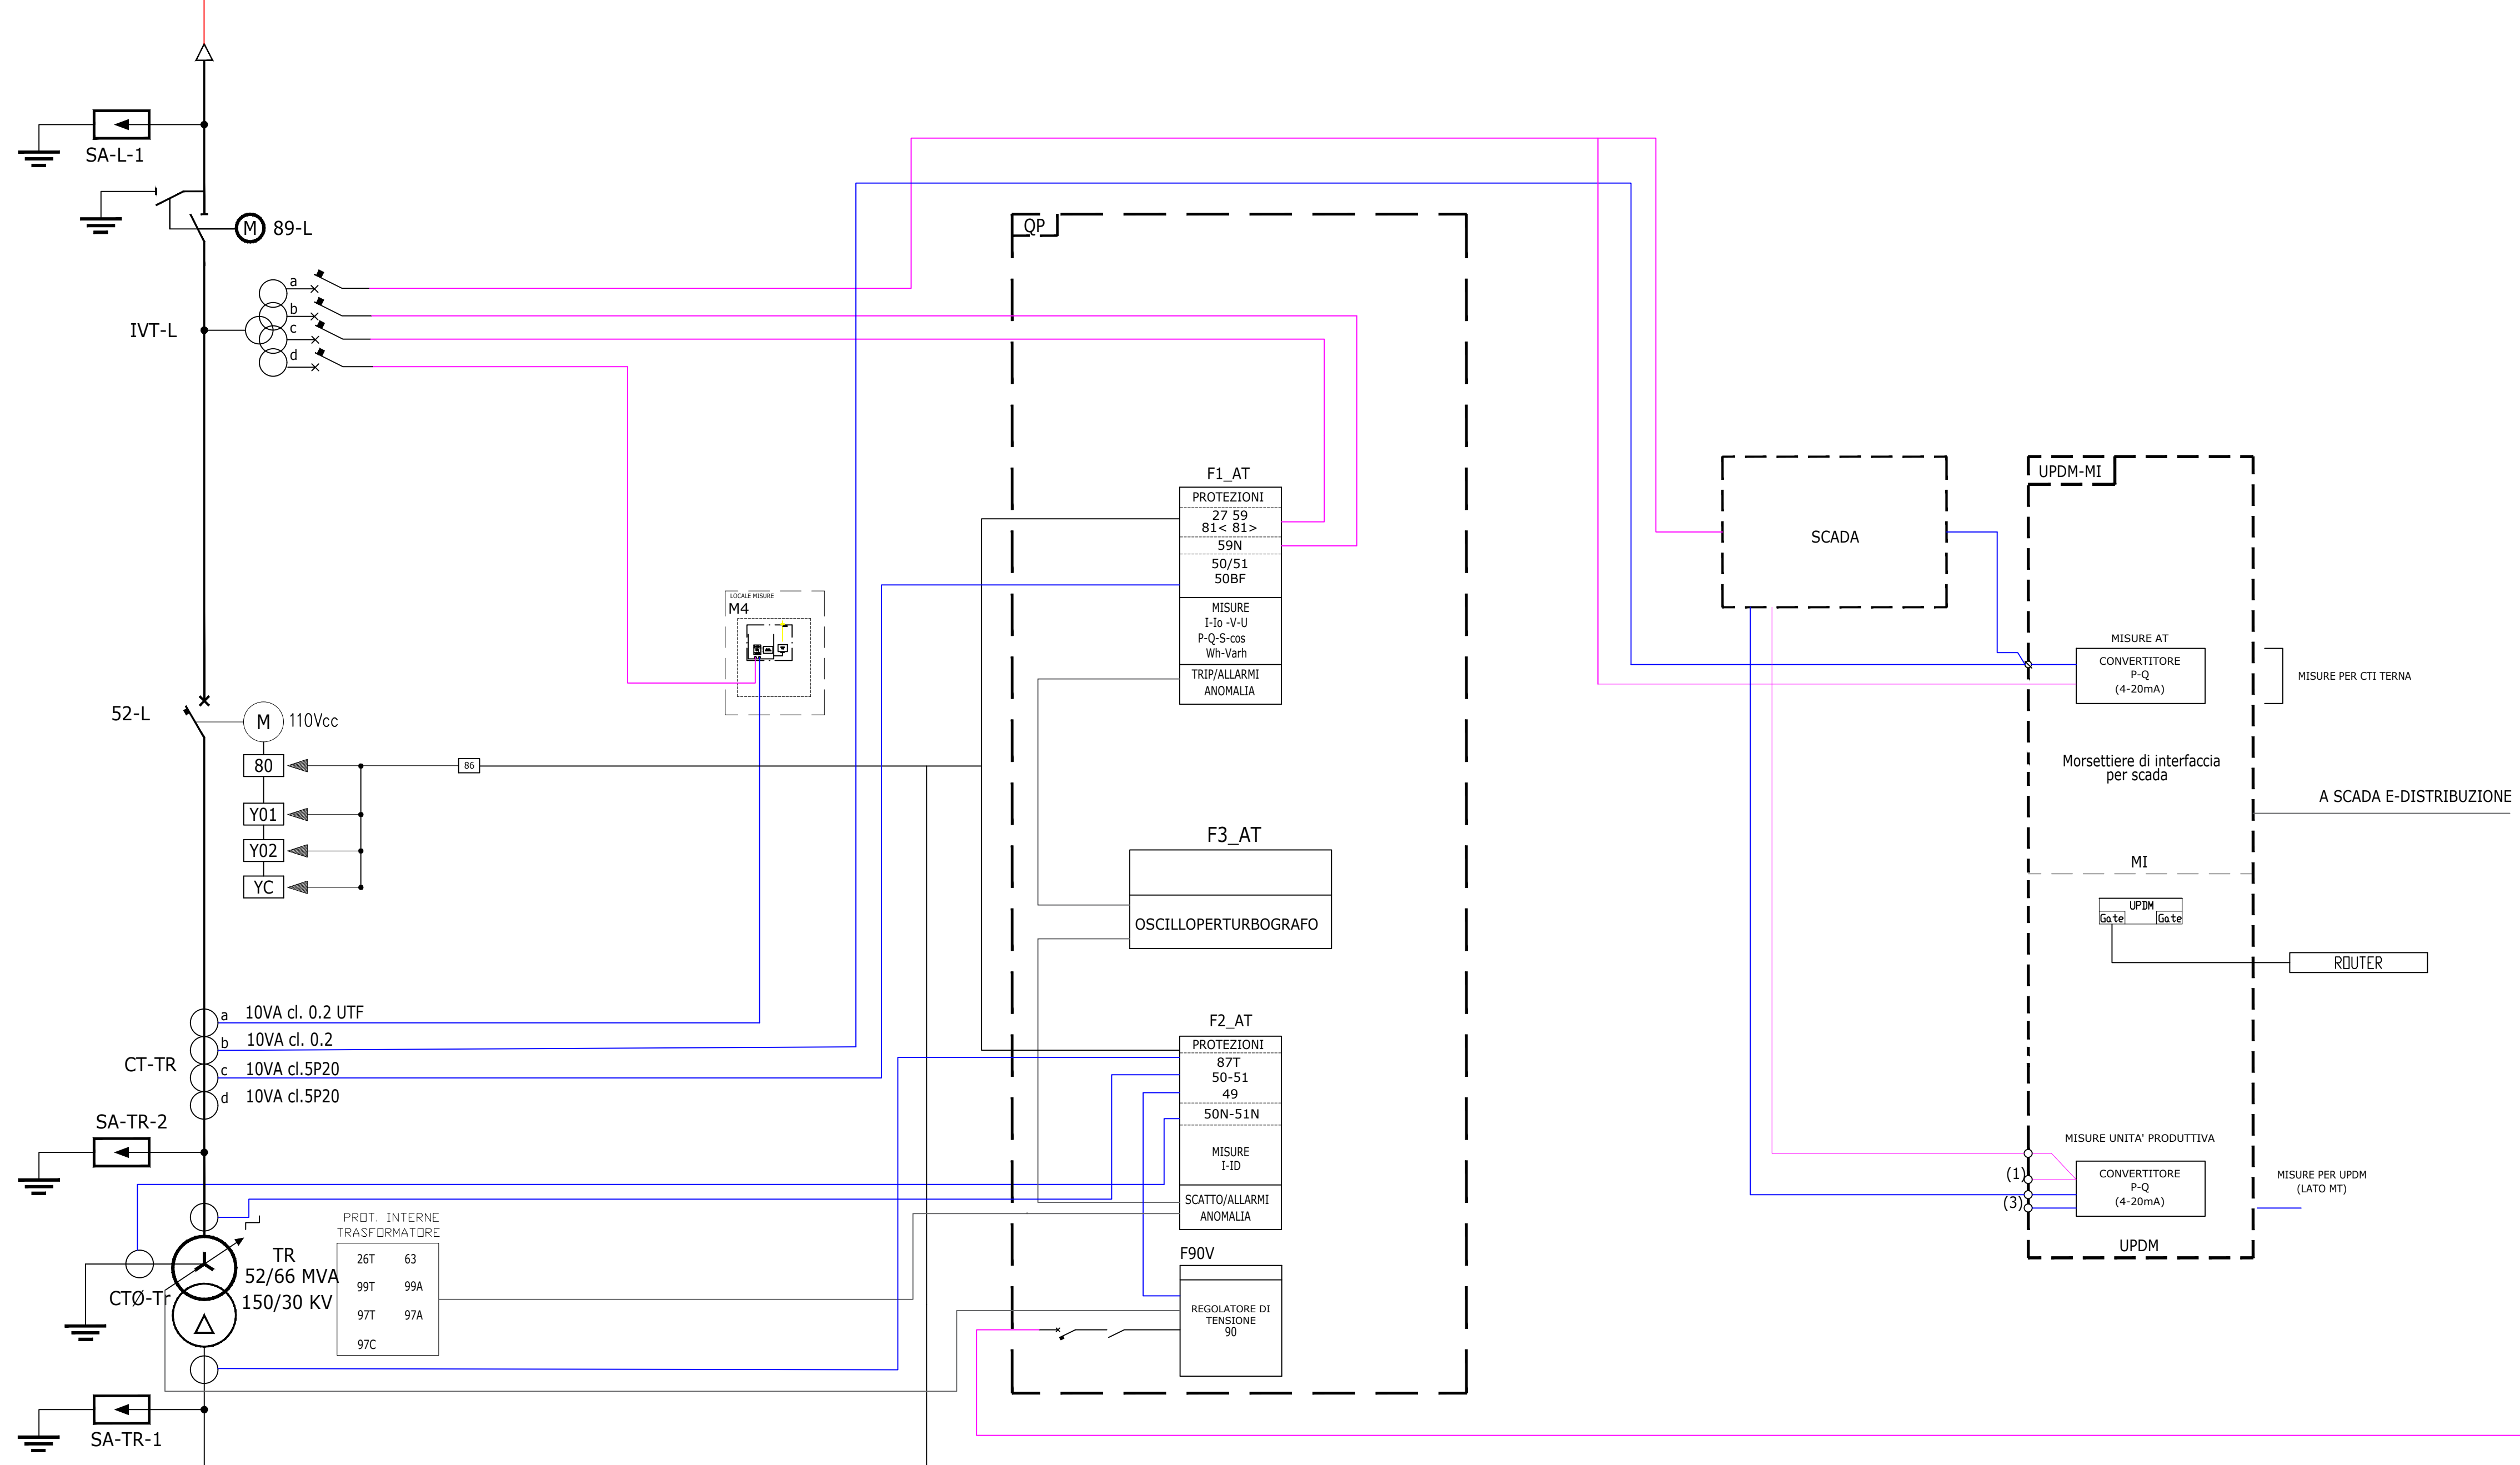 SA-L-1
M
89-L
QP
a
b
c
d
IVT-L
F1_AT
PROTEZIONI
27 59
81< 81>
59N
50/51
50BF
MISURE
I-Io -V-U
P-Q-S-cos
Wh-Varh
TRIP/ALLARMI
ANOMALIA
SCADA
UPDM-MI
MISURE AT
CONVERTITORE
P-Q
(4-20mA)
MISURE PER CTI TERNA
LOCALE MISURE
M4
52-L
M
110Vcc
80
86
Y01
Y02
YC
Morsettiere di interfaccia
per scada
A SCADA E-DISTRIBUZIONE
F3_AT
OSCILLOPERTURBOGRAFO
MI
UPDM
Gate
Gate
ROUTER
a
10VA cl. 0.2 UTF
b
10VA cl. 0.2
CT-TR
c
10VA cl.5P20
d
10VA cl.5P20
F2_AT
PROTEZIONI
87T
50-51
49
50N-51N
MISURE
I-ID
SCATTO/ALLARMI
ANOMALIA
SA-TR-2
MISURE UNITA' PRODUTTIVA
(1)
(3)
CONVERTITORE
P-Q
(4-20mA)
MISURE PER UPDM
(LATO MT)
UPDM
PROT. INTERNE
TRASFORMATORE
26T 63
99T 99A
97T 97A
97C
TR
52/66 MVA
150/30 KV
CTØ-Tr
F90V
REGOLATORE DI
TENSIONE
90
SA-TR-1